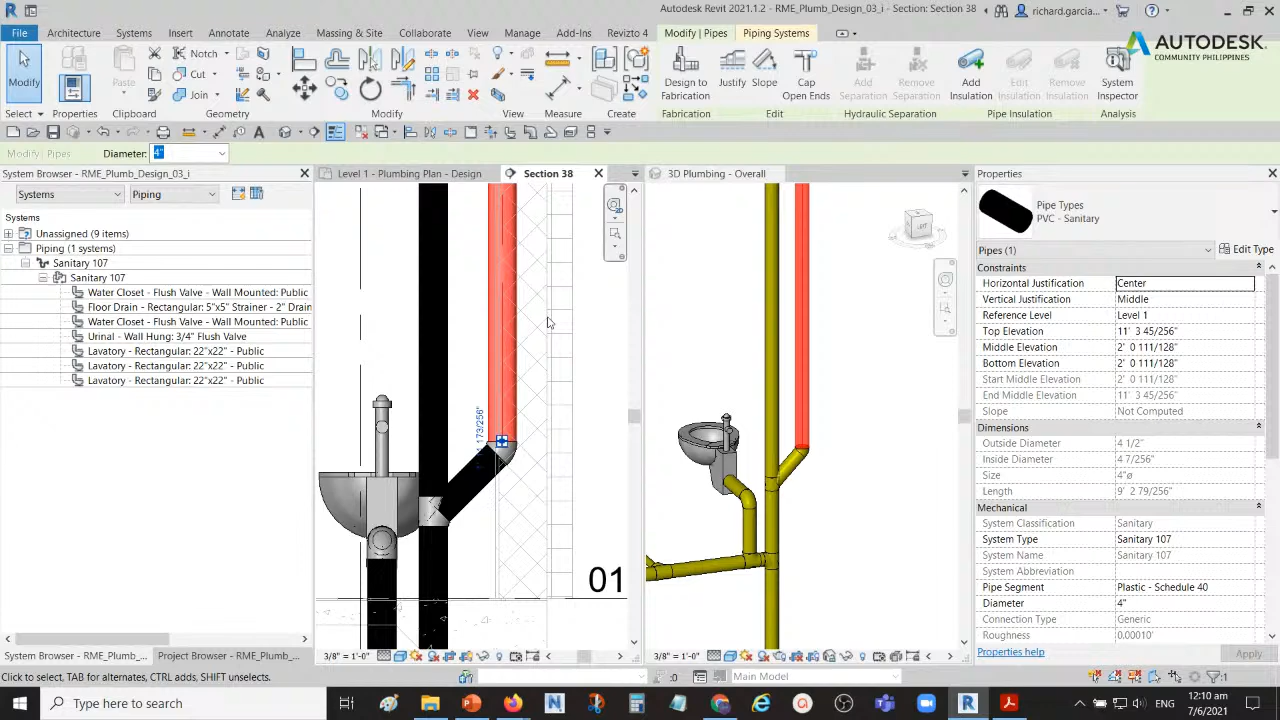 Autodesk Revit 2021.1.2 - RME_Plumb_Design_03_i - Section: Section 38
richard.garcia...
File Architecture Systems Insert Annotate Analyze Massing & Site Collaborate View Manage Add-Ins Revizto 4 Modify | Pipes Piping Systems
AUTODESK
COMMUNITY PHILIPPINES
Modify
Paste
Notch
Cut
Join
Design to Fabrication
Justify
Slope
Cap Open Ends
Add Separation
Remove Separation
Add Insulation
Edit Insulation
Remove Insulation
System Inspector
Select Properties Clipboard Geometry Modify View Measure Create Fabrication Edit Hydraulic Separation Pipe Insulation Analysis
Modify | Pipes Diameter: 4"
System Browser - RME_Plumb_Design_03_i
Systems Piping
Systems
Unassigned (9 items)
Piping (1 systems)
Sanitary 107
Sanitary 107
Water Closet - Flush Valve - Wall Mounted: Public
Floor Drain - Rectangular: 5"x5" Strainer - 2" Drain
Water Closet - Flush Valve - Wall Mounted: Public
Urinal - Wall Hung: 3/4" Flush Valve
Lavatory - Rectangular: 22"x22" - Public
Lavatory - Rectangular: 22"x22" - Public
Lavatory - Rectangular: 22"x22" - Public
System Browser - RME_Plumb_... Project Browser - RME_Plumb_...
Level 1 - Plumbing Plan - Design Section 38
173/256"
01
3/8" = 1'-0"
3D Plumbing - Overall
3/8" = 1'-0"
Properties
Pipe Types
PVC - Sanitary
Pipes (1) Edit Type
Constraints
Horizontal Justification Center
Vertical Justification Middle
Reference Level Level 1
Top Elevation 11' 3 45/256"
Middle Elevation 2' 0 111/128"
Bottom Elevation 2' 0 111/128"
Start Middle Elevation 2' 0 111/128"
End Middle Elevation 11' 3 45/256"
Slope Not Computed
Dimensions
Outside Diameter 4 1/2"
Inside Diameter 4 7/256"
Size 4"ø
Length 9' 2 79/256"
Mechanical
System Classification Sanitary
System Type Sanitary 107
System Name Sanitary 107
System Abbreviation
Pipe Segment Plastic - Schedule 40
Diameter 4"
Connection Type Generic
Roughness 0.00010'
Properties help Apply
Click to select, TAB for alternates, CTRL adds, SHIFT unselects.
:0 Main Model :1
Type here to search
ENG
12:10 am
7/6/2021